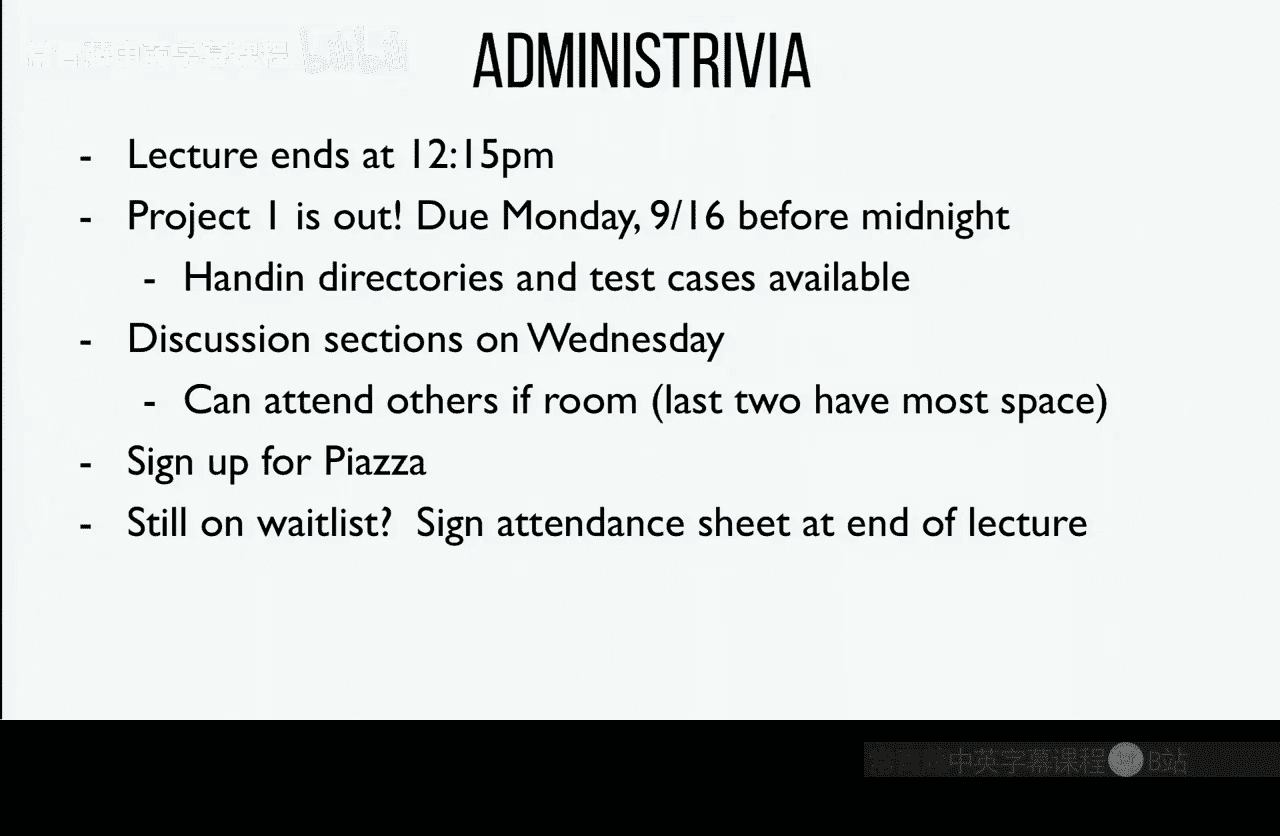 ADMINISTRIVIA
- Lecture ends at 12:15pm
- Project 1 is out! Due Monday, 9/16 before midnight
- Handin directories and test cases available
- Discussion sections on Wednesday
- Can attend others if room (last two have most space)
- Sign up for Piazza
- Still on waitlist? Sign attendance sheet at end of lecture
中英字幕课程 B站